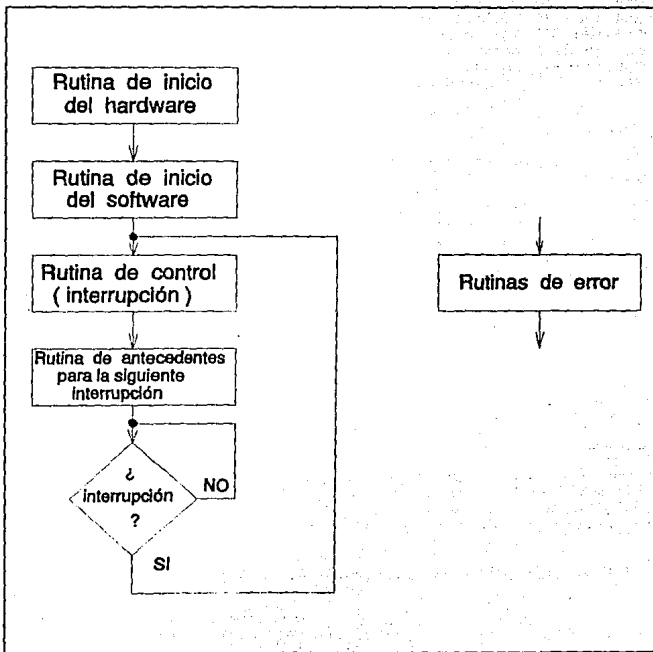 Rutina de inicio
del hardware
Rutina de inicio
del software
Rutina de control
( interrupción )
Rutina de antecedentes
para la siguiente
interrupción
¿
interrupción
?
NO
SI
Rutinas de error